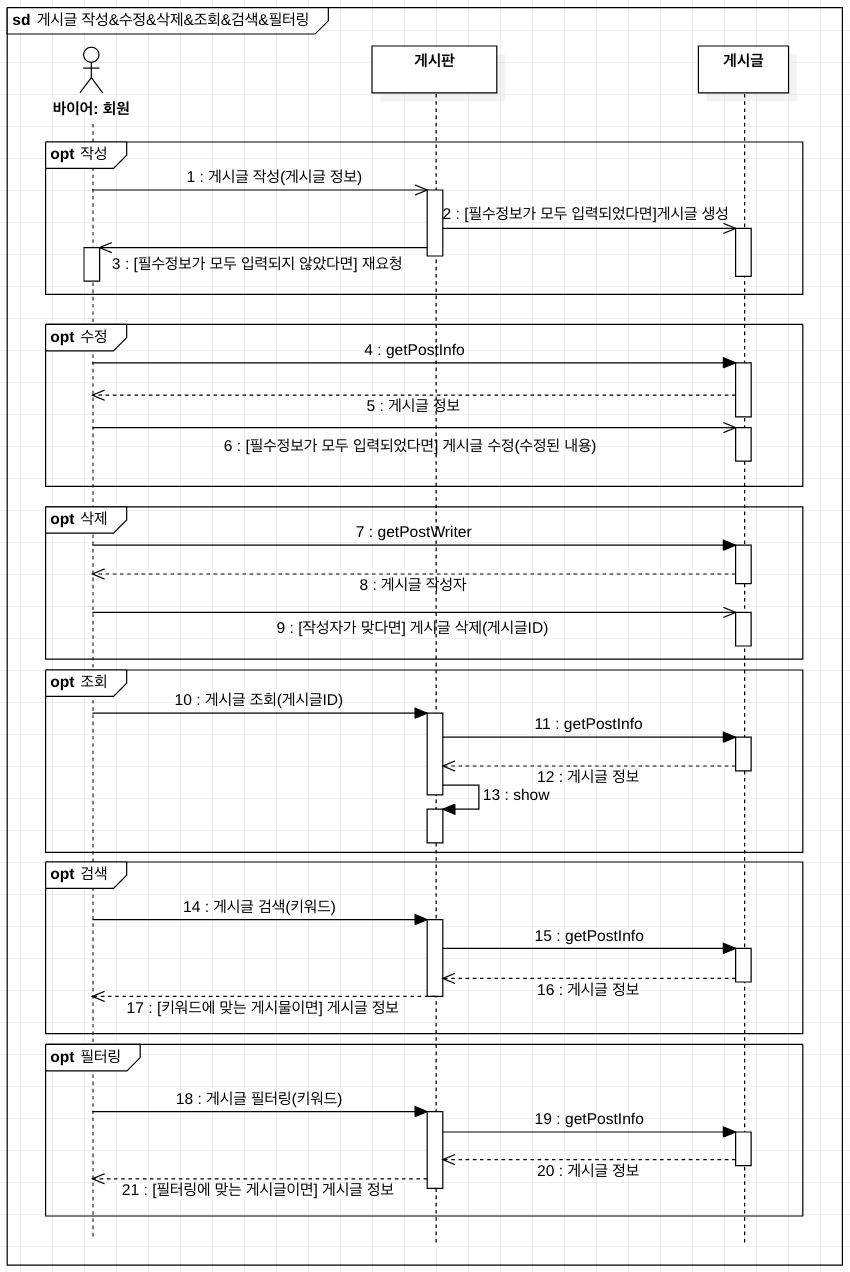 sd 게시글 작성&수정&삭제&조회&검색&필터링
바이어: 회원
게시판
게시글
opt 작성
1 : 게시글 작성(게시글 정보)
2 : [필수정보가 모두 입력되었다면]게시글 생성
3 : [필수정보가 모두 입력되지 않았다면] 재요청
opt 수정
4 : getPostInfo
5 : 게시글 정보
6 : [필수정보가 모두 입력되었다면] 게시글 수정(수정된 내용)
opt 삭제
7 : getPostWriter
8 : 게시글 작성자
9 : [작성자가 맞다면] 게시글 삭제(게시글ID)
opt 조회
10 : 게시글 조회(게시글ID)
11 : getPostInfo
12 : 게시글 정보
13 : show
opt 검색
14 : 게시글 검색(키워드)
15 : getPostInfo
16 : 게시글 정보
17 : [키워드에 맞는 게시물이면] 게시글 정보
opt 필터링
18 : 게시글 필터링(키워드)
19 : getPostInfo
20 : 게시글 정보
21 : [필터링에 맞는 게시글이면] 게시글 정보